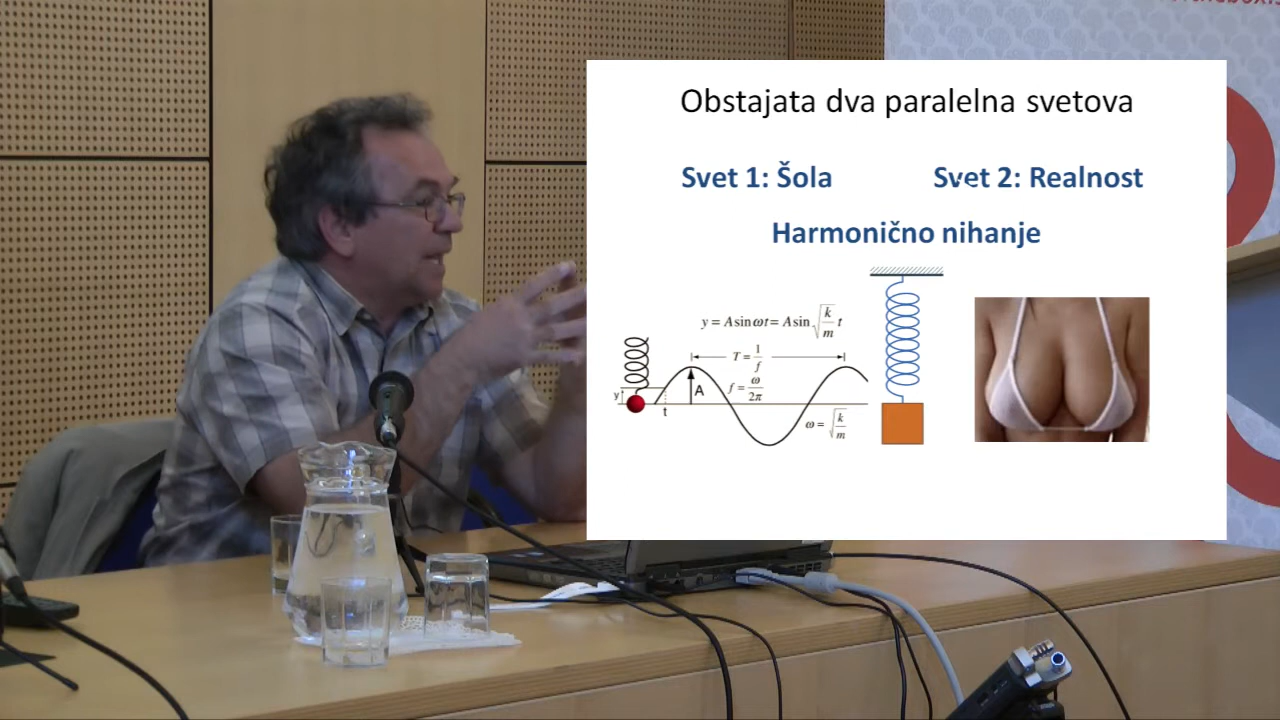 Obstajata dva paralelna svetova
Svet 1: Šola
Svet 2: Realnost
Harmonično nihanje
y = A sin ωt = A sin √(k/m) t
T = 1/f
f = ω/2π
A
y
t
ω = √(k/m)